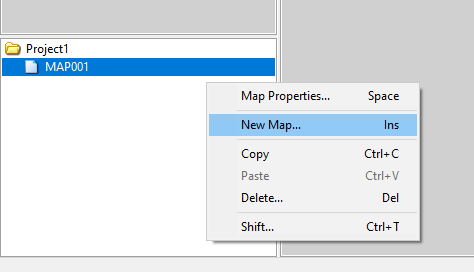 Project1
MAP001
Map Properties... Space
New Map... Ins
Copy Ctrl+C
Paste Ctrl+V
Delete... Del
Shift... Ctrl+T